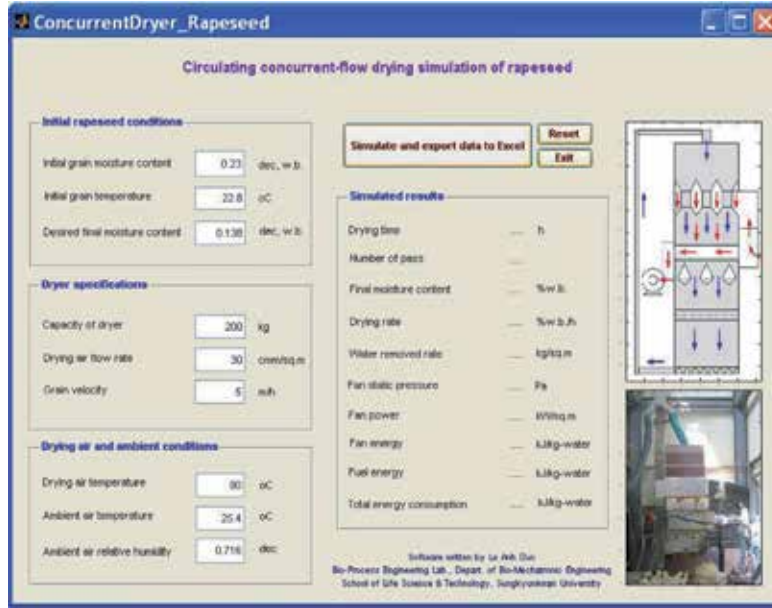 ConcurrentDryer_Rapeseed
Circulating concurrent-flow drying simulation of rapeseed
Initial rapeseed conditions
Initial grain moisture content 0.23 dec, w.b.
Initial grain temperature 22.8 oC
Desired final moisture content 0.138 dec, w.b.
Dryer specifications
Capacity of dryer 200 kg
Drying air flow rate 30 cmm/sq.m
Grain velocity 5 m/h
Drying air and ambient conditions
Drying air temperature 80 oC
Ambient air temperature 25.4 oC
Ambient air relative humidity 0.716 dec
Simulate and export data to Excel
Reset
Exit
Simulated results
Drying time .... h
Number of pass ....
Final moisture content .... %w.b.
Drying rate .... %w.b./h
Water removed rate .... kg/sq.m
Fan static pressure .... Pa
Fan power .... kW/sq.m
Fan energy .... kJ/kg-water
Fuel energy .... kJ/kg-water
Total energy consumption .... kJ/kg-water
Software written by Le Anh Duc
Bio-Process Engineering Lab., Depart. of Bio-Mechatronic Engineering
School of Life Science & Technology, Sungkyunkwan University